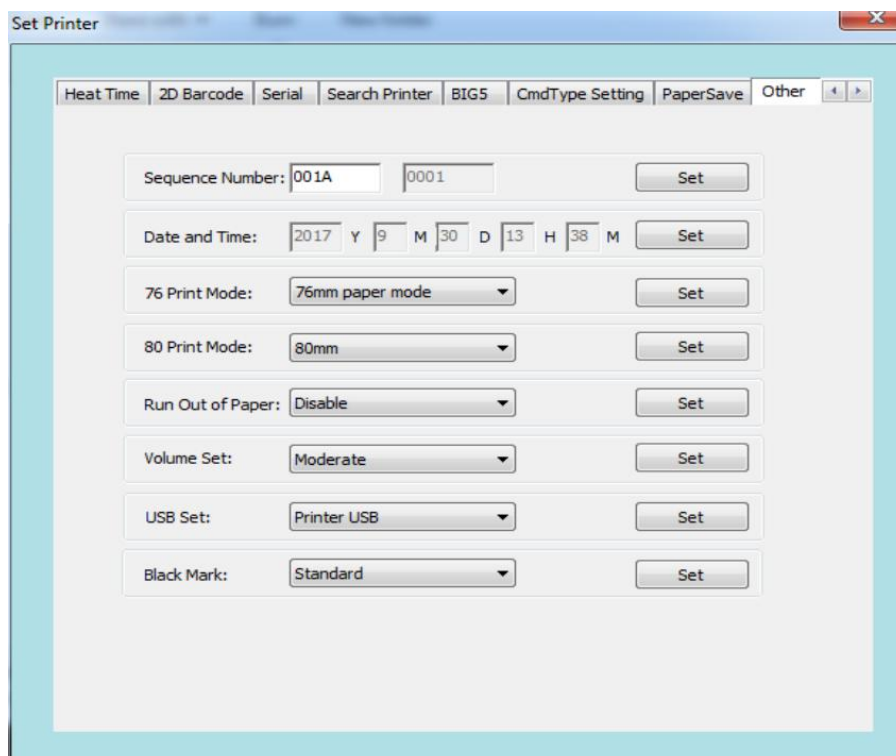 Set Printer
Heat Time 2D Barcode Serial Search Printer BIG5 CmdType Setting PaperSave Other
Sequence Number: 001A 0001 Set
Date and Time: 2017 Y 9 M 30 D 13 H 38 M Set
76 Print Mode: 76mm paper mode Set
80 Print Mode: 80mm Set
Run Out of Paper: Disable Set
Volume Set: Moderate Set
USB Set: Printer USB Set
Black Mark: Standard Set